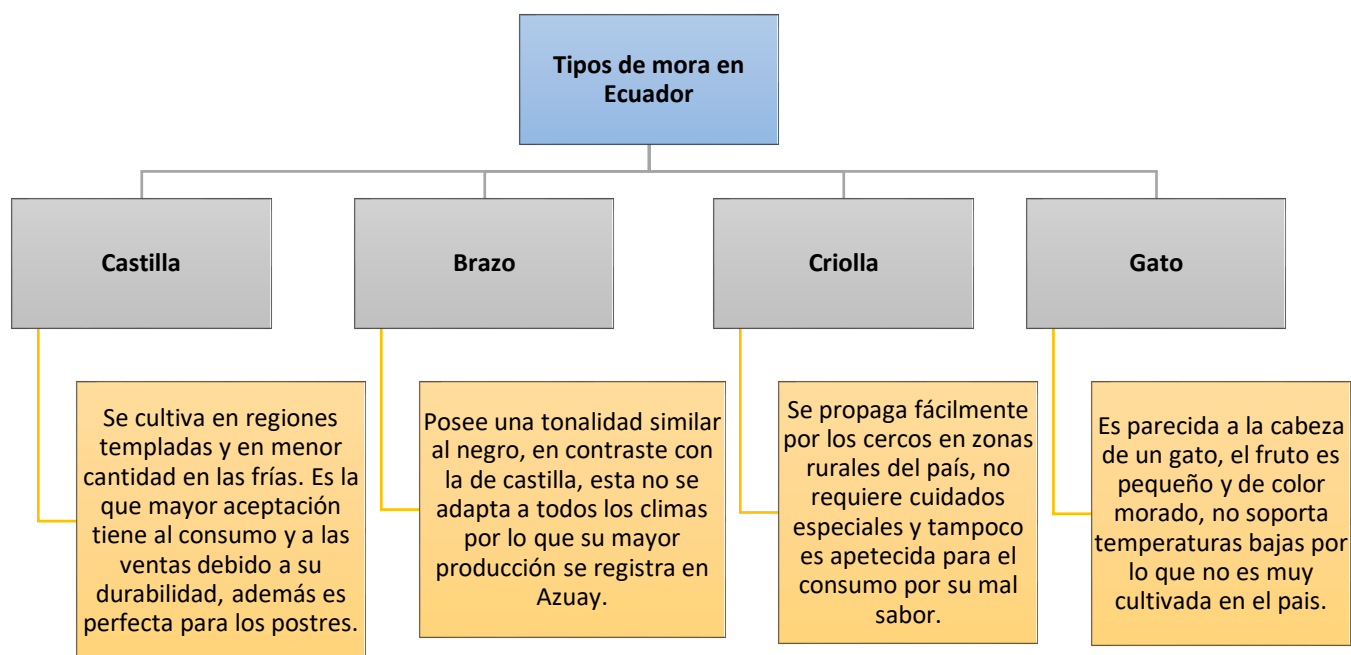 Tipos de mora en
Ecuador
Castilla
Brazo
Criolla
Gato
Se cultiva en regiones
templadas y en menor
cantidad en las frías. Es la
que mayor aceptación
tiene al consumo y a las
ventas debido a su
durabilidad, además es
perfecta para los postres.
Posee una tonalidad similar
al negro, en contraste con
la de castilla, esta no se
adapta a todos los climas
por lo que su mayor
producción se registra en
Azuay.
Se propaga fácilmente
por los cercos en zonas
rurales del país, no
requiere cuidados
especiales y tampoco
es apetecida para el
consumo por su mal
sabor.
Es parecida a la cabeza
de un gato, el fruto es
pequeño y de color
morado, no soporta
temperaturas bajas por
lo que no es muy
cultivada en el pais.